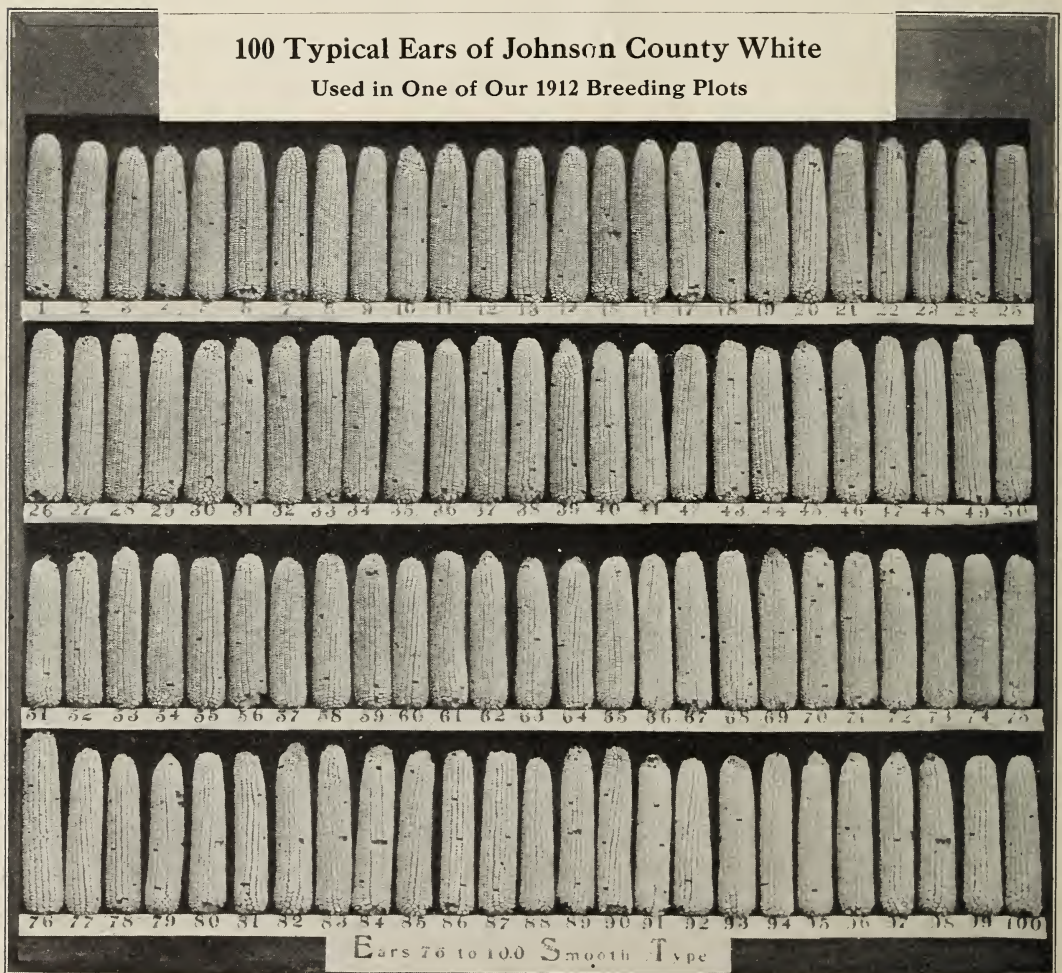 100 Typical Ears of Johnson County White
Used in One of Our 1912 Breeding Plots
1 2 3 4 6 7 8 9 10 11 12 13 14 15 16 17 18 19 20 21 22 23 24 25
26 27 28 29 30 31 32 33 34 35 36 37 38 39 40 41 42 43 44 45 46 47 48 49 50
51 52 53 54 55 56 57 58 59 60 61 62 63 64 65 66 67 68 69 70 71 72 73 74 75
76 77 78 79 80 81 82 83 84 85 86 87 88 89 90 91 92 93 94 95 96 97 98 99 100
Ears 76 to 100 Smooth Type